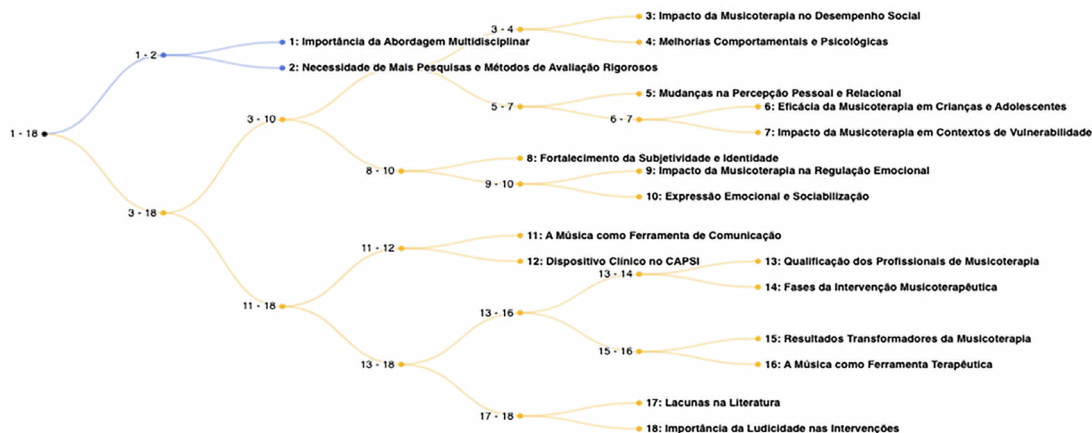 3 - 4
3: Impacto da Musicoterapia no Desempenho Social
4: Melhorias Comportamentais e Psicológicas
1 - 2
1: Importância da Abordagem Multidisciplinar
2: Necessidade de Mais Pesquisas e Métodos de Avaliação Rigorosos
5 - 7
5: Mudanças na Percepção Pessoal e Relacional
6 - 7
6: Eficácia da Musicoterapia em Crianças e Adolescentes
7: Impacto da Musicoterapia em Contextos de Vulnerabilidade
1 - 18
3 - 10
8 - 10
8: Fortalecimento da Subjetividade e Identidade
9 - 10
9: Impacto da Musicoterapia na Regulação Emocional
10: Expressão Emocional e Sociabilização
3 - 18
11 - 12
11: A Música como Ferramenta de Comunicação
12: Dispositivo Clínico no CAPSI
11 - 18
13 - 14
13: Qualificação dos Profissionais de Musicoterapia
14: Fases da Intervenção Musicoterapêutica
13 - 16
15 - 16
15: Resultados Transformadores da Musicoterapia
16: A Música como Ferramenta Terapêutica
13 - 18
17 - 18
17: Lacunas na Literatura
18: Importância da Ludicidade nas Intervenções